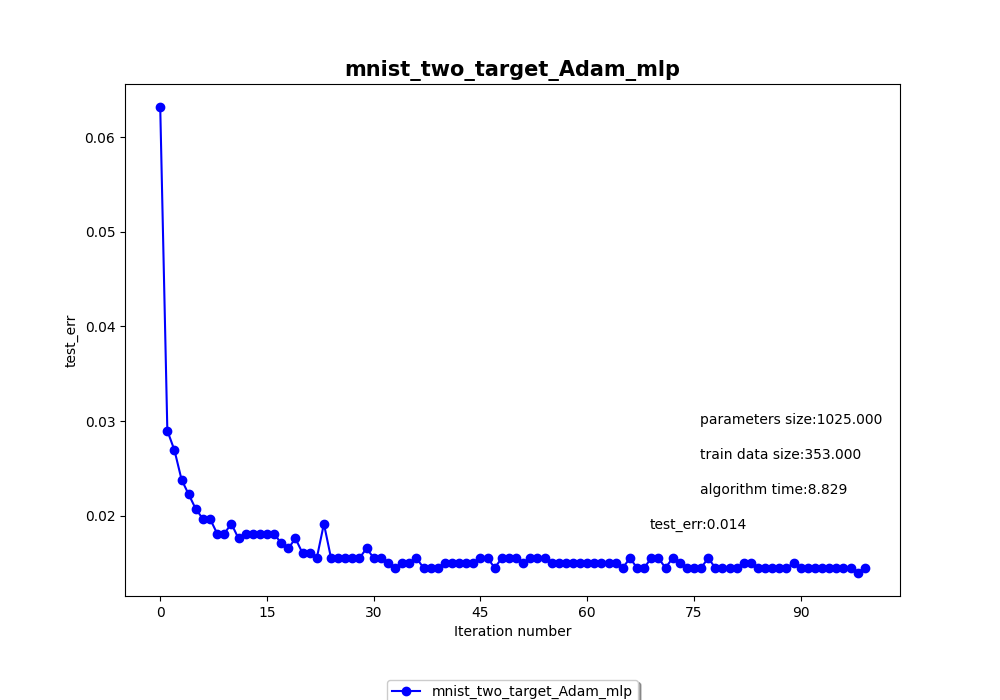 mnist_two_target_Adam_mlp
test_err
0.06
0.05
0.04
0.03
0.02
parameters size:1025.000
train data size:353.000
algorithm time:8.829
test_err:0.014
0 15 30 45 60 75 90
Iteration number
mnist_two_target_Adam_mlp